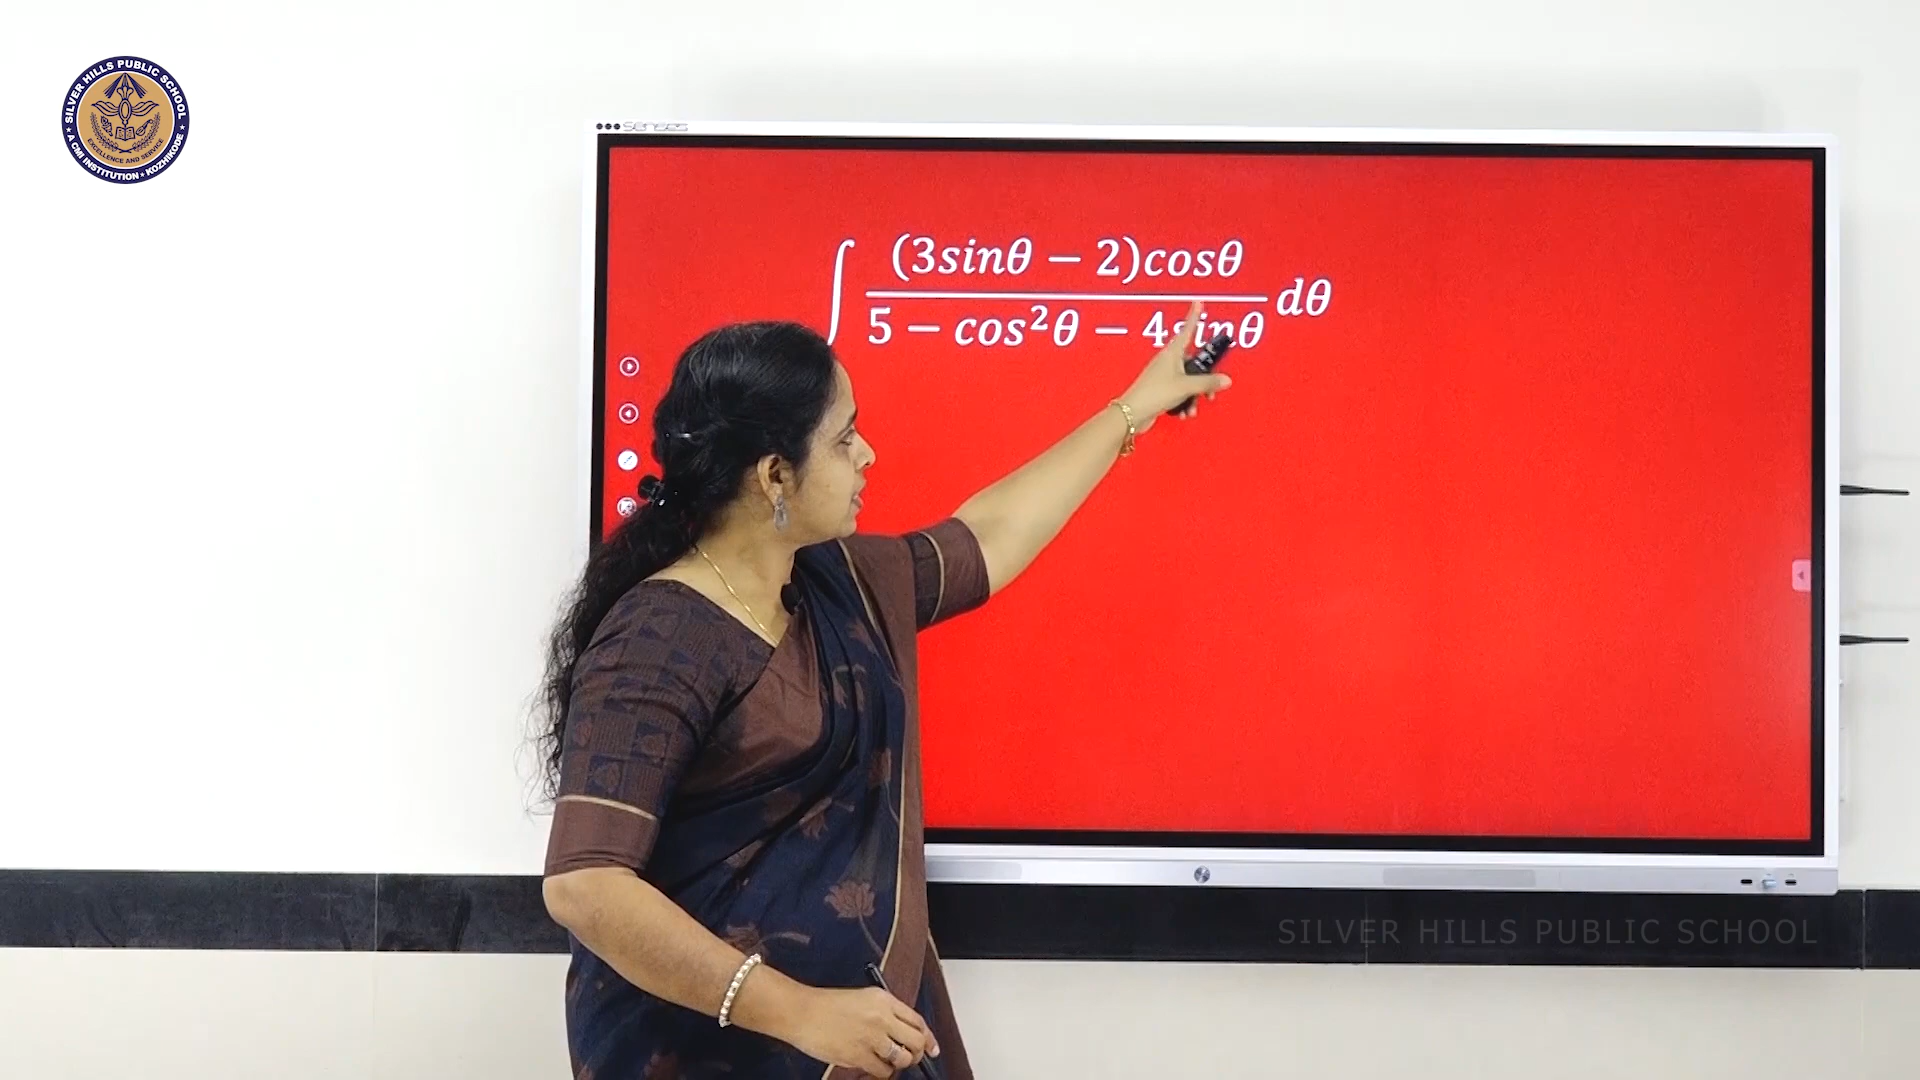 SILVER HILLS PUBLIC SCHOOL
EXCELLENCE AND SERVICE
★ A CMI INSTITUTION ★ KOZHIKODE ★
senses
∫ (3sinθ − 2)cosθ / 5 − cos²θ − 4sinθ dθ
SILVER HILLS PUBLIC SCHOOL